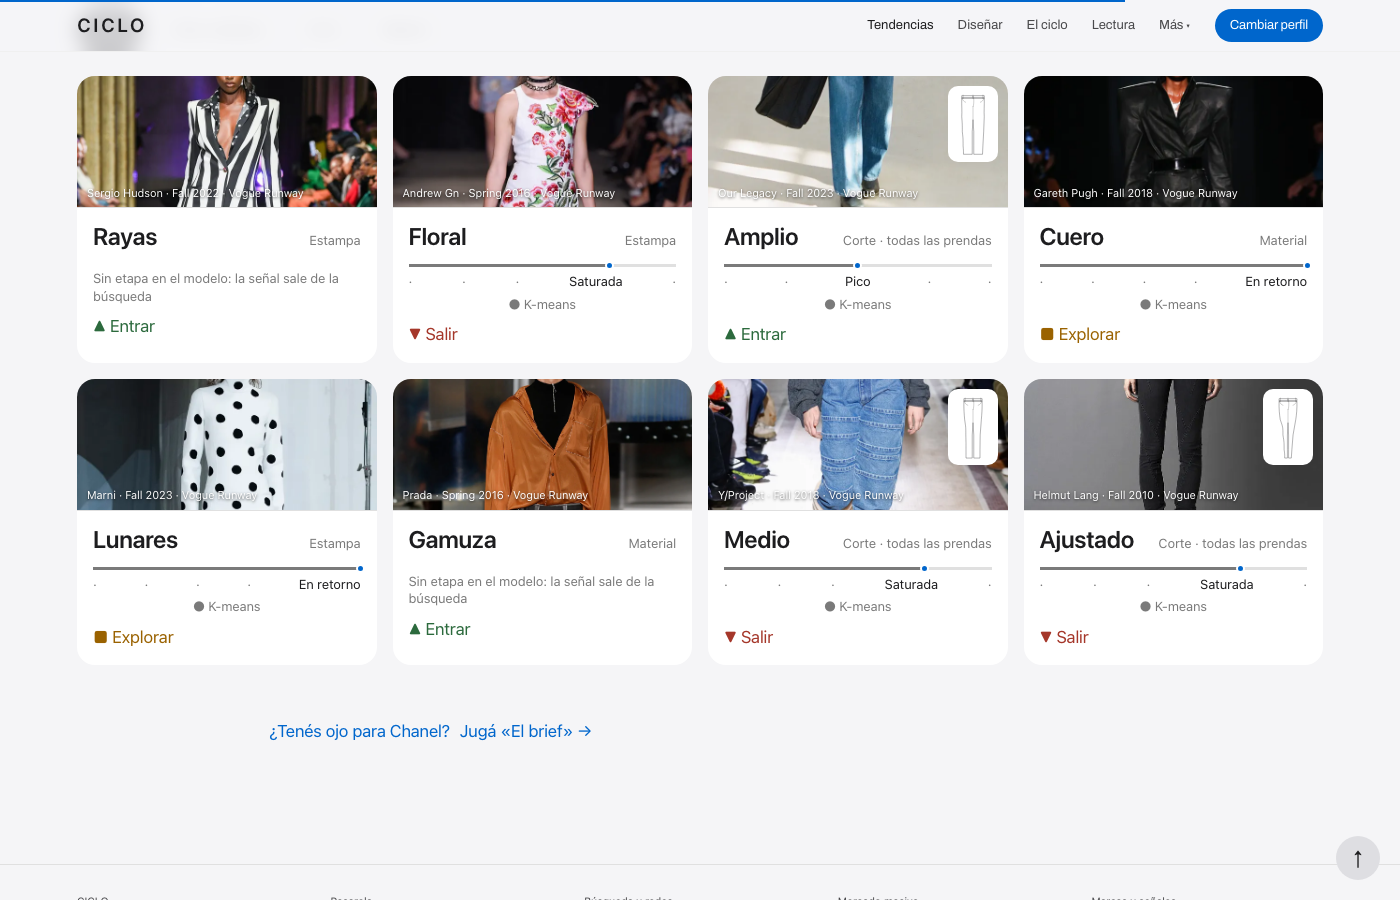 CICLO
Tendencias
Diseñar
El ciclo
Lectura
Más
Cambiar perfil
Sergio Hudson · Fall 2022 · Vogue Runway
Andrew Gn · Spring 2016 · Vogue Runway
Our Legacy · Fall 2023 · Vogue Runway
Gareth Pugh · Fall 2018 · Vogue Runway
Rayas
Estampa
Sin etapa en el modelo: la señal sale de la
búsqueda
▲ Entrar
Floral
Estampa
Saturada
K-means
▼ Salir
Amplio
Corte · todas las prendas
Pico
K-means
▲ Entrar
Cuero
Material
En retorno
K-means
Explorar
Marni · Fall 2023 · Vogue Runway
Prada · Spring 2016 · Vogue Runway
Y/Project · Fall 2018 · Vogue Runway
Helmut Lang · Fall 2010 · Vogue Runway
Lunares
Estampa
En retorno
K-means
Explorar
Gamuza
Material
Sin etapa en el modelo: la señal sale de la
búsqueda
▲ Entrar
Medio
Corte · todas las prendas
Saturada
K-means
▼ Salir
Ajustado
Corte · todas las prendas
Saturada
K-means
▼ Salir
¿Tenés ojo para Chanel? Jugá «El brief» →
↑